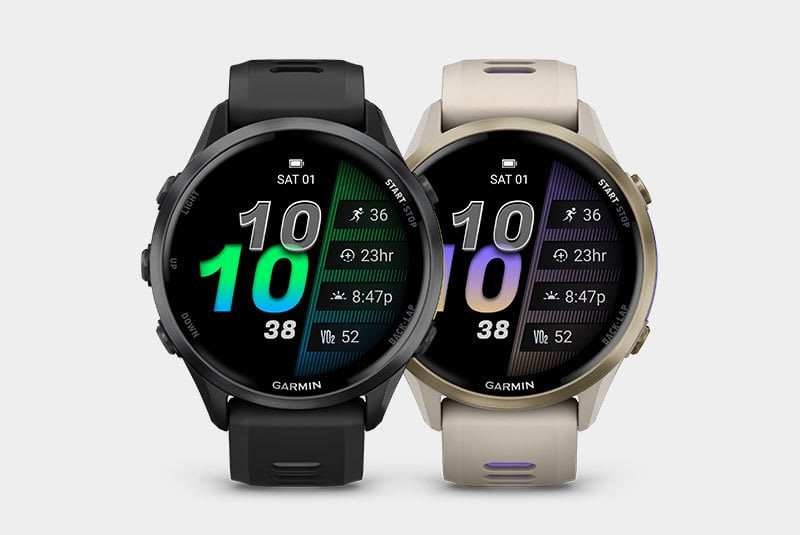 SAT 01
10
10
38
36
23hr
8:47p
VO₂ 52
GARMIN
LIGHT
UP
DOWN
START·STOP
BACK·LAP
SAT 01
10
10
38
36
23hr
8:47p
VO₂ 52
GARMIN
START·STOP
BACK·LAP